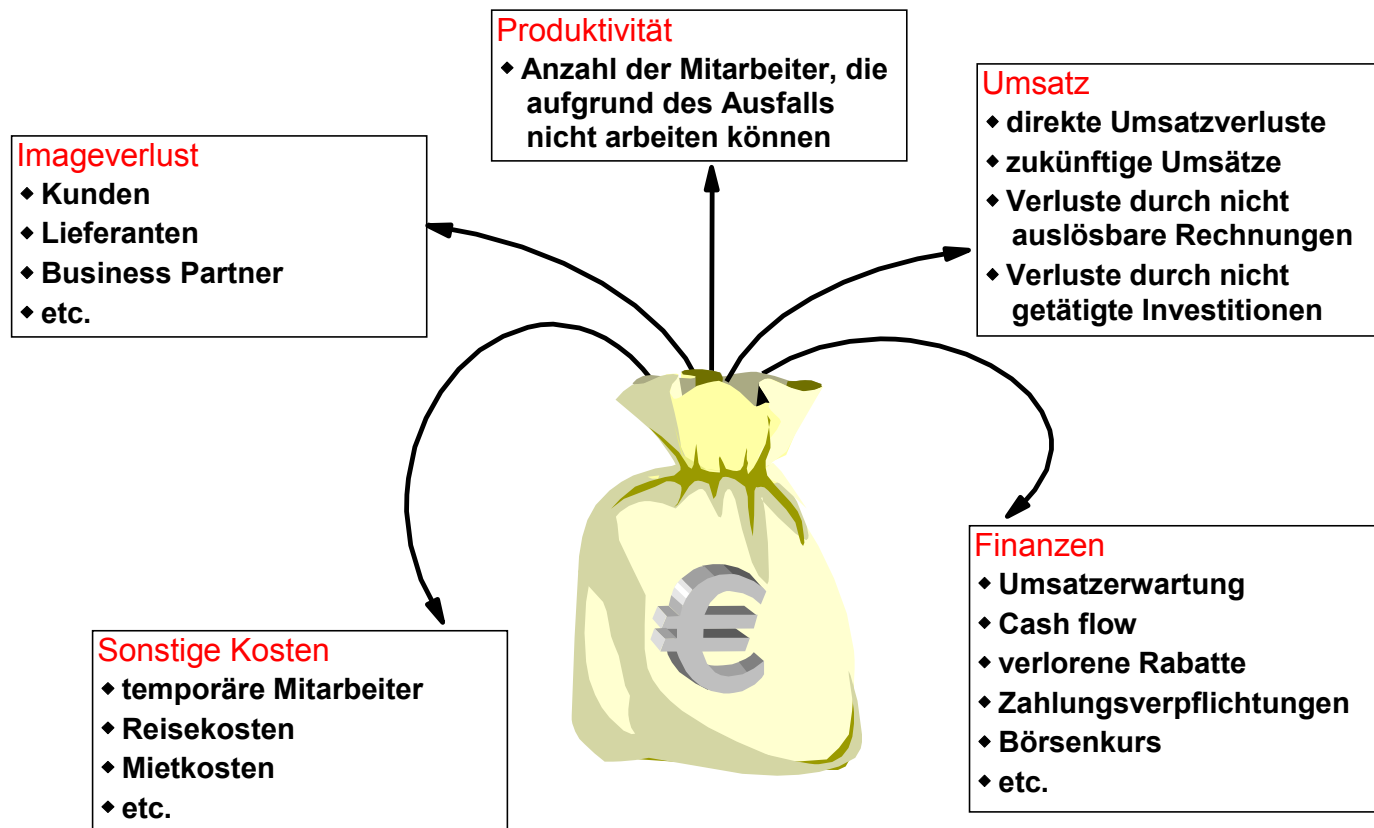 Produktivität
◆ Anzahl der Mitarbeiter, die
aufgrund des Ausfalls
nicht arbeiten können
Umsatz
◆ direkte Umsatzverluste
◆ zukünftige Umsätze
◆ Verluste durch nicht
auslösbare Rechnungen
◆ Verluste durch nicht
getätigte Investitionen
Imageverlust
◆ Kunden
◆ Lieferanten
◆ Business Partner
◆ etc.
€
Finanzen
◆ Umsatzerwartung
◆ Cash flow
◆ verlorene Rabatte
◆ Zahlungsverpflichtungen
◆ Börsenkurs
◆ etc.
Sonstige Kosten
◆ temporäre Mitarbeiter
◆ Reisekosten
◆ Mietkosten
◆ etc.